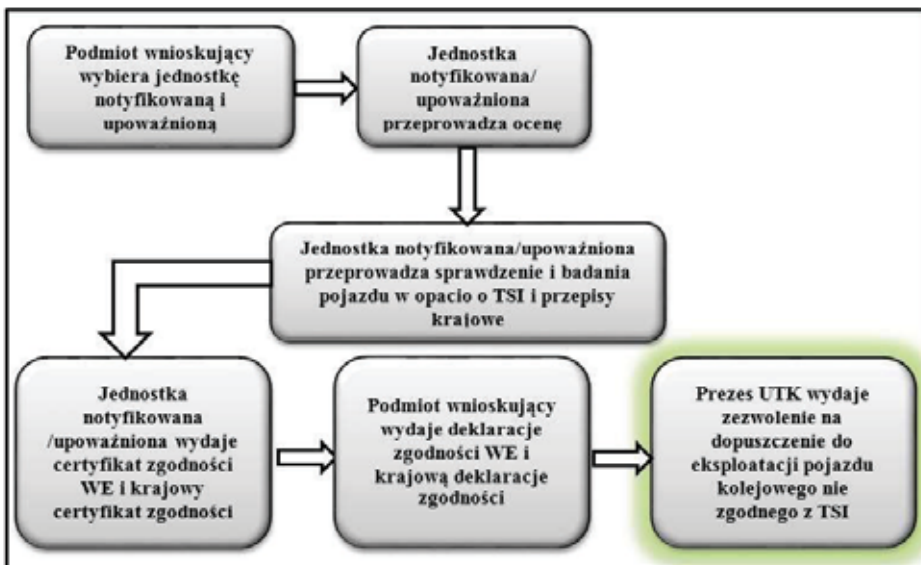 Podmiot wnioskujący
wybiera jednostkę
notyfikowaną i
upoważnioną
Jednostka
notyfikowana/
upoważniona
przeprowadza ocenę
Jednostka notyfikowana/upoważniona
przeprowadza sprawdzenie i badania
pojazdu w opacio o TSI i przepisy
krajowe
Jednostka
notyfikowana
/upoważniona wydaje
certyfikat zgodności
WE i krajowy
certyfikat zgodności
Podmiot wnioskujący
wydaje deklaracje
zgodności WE i
krajową deklaracje
zgodności
Prezes UTK wydaje
zezwolenie na
dopuszczenie do
eksploatacji pojazdu
kolejowego nie
zgodnego z TSI